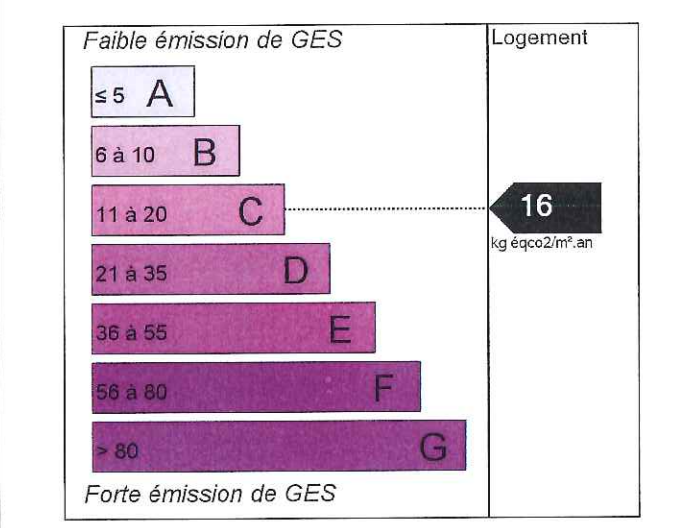 Faible émission de GES
Logement
≤ 5 A
6 à 10 B
11 à 20 C
16
kg éqco2/m².an
21 à 35 D
36 à 55 E
56 à 80 F
> 80 G
Forte émission de GES